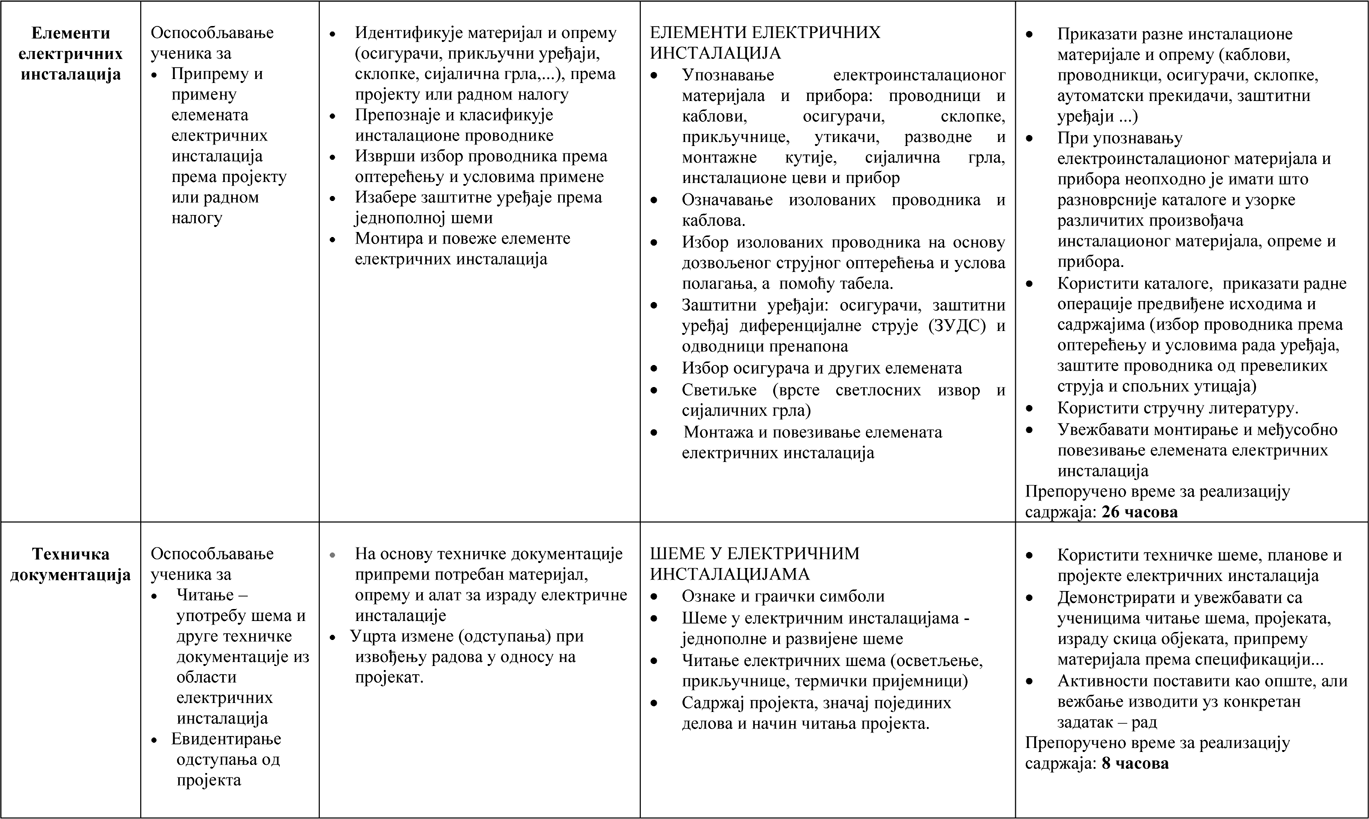 Елементи
електричних
инсталација
Оспособљавање
ученика за
• Припрему и
примену
елемената
електричних
инсталација
према пројекту
или радном
налогу
• Идентификује материјал и опрему
(осигурачи, прикључни уређаји,
склопке, сијалична грла,...), према
пројекту или радном налогу
• Препознаје и класификује
инсталационе проводнике
• Изврши избор проводника према
оптерећењу и условима примене
• Изабере заштитне уређаје према
једнополној шеми
• Монтира и повеже елементе
електричних инсталација
ЕЛЕМЕНТИ ЕЛЕКТРИЧНИХ
ИНСТАЛАЦИЈА
• Упознавање електроинсталационог
материјала и прибора: проводници и
каблови, осигурачи, склопке,
прикључнице, утикачи, разводне и
монтажне кутије, сијалична грла,
инсталационе цеви и прибор
• Означавање изолованих проводника и
каблова.
• Избор изолованих проводника на основу
дозвољеног струјног оптерећења и услова
полагања, а помоћу табела.
• Заштитни уређаји: осигурачи, заштитни
уређај диференцијалне струје (ЗУДС) и
одводници пренапона
• Избор осигурача и других елемената
• Светиљке (врсте светлосних извор и
сијаличних грла)
• Монтажа и повезивање елемената
електричних инсталација
• Приказати разне инсталационе
материјале и опрему (каблови,
проводникци, осигурачи, склопке,
аутоматски прекидачи, заштитни
уређаји ...)
• При упознавању
електроинсталационог материјала и
прибора неопходно је имати што
разноврсније каталоге и узорке
различитих произвођача
инсталационог материјала, опреме и
прибора.
• Користити каталоге, приказати радне
операције предвиђене исходима и
садржајима (избор проводника према
оптерећењу и условима рада уређаја,
заштите проводника од превеликих
струја и спољних утицаја)
• Користити стручну литературу.
• Увежбавати монтирање и међусобно
повезивање елемената електричних
инсталација
Препоручено време за реализацију
садржаја: 26 часова
Техничка
документација
Оспособљавање
ученика за
• Читање –
употребу шема и
друге техничке
документације из
области
електричних
инсталација
• Евидентирање
одступања од
пројекта
• На основу техничке документације
припреми потребан материјал,
опрему и алат за израду електричне
инсталације
• Уцрта измене (одступања) при
извођењу радова у односу на
пројекат.
ШЕМЕ У ЕЛЕКТРИЧНИМ
ИНСТАЛАЦИЈАМА
• Ознаке и граички симболи
• Шеме у електричним инсталацијама -
једнополне и развијене шеме
• Читање електричних шема (осветљење,
прикључнице, термички пријемници)
• Садржај пројекта, значај појединих
делова и начин читања пројекта.
• Користити техничке шеме, планове и
пројекте електричних инсталација
• Демонстрирати и увежбавати са
ученицима читање шема, пројеката,
израду скица објеката, припрему
материјала према спецификацији...
• Активности поставити као опште, али
вежбање изводити уз конкретан
задатак – рад
Препоручено време за реализацију
садржаја: 8 часова